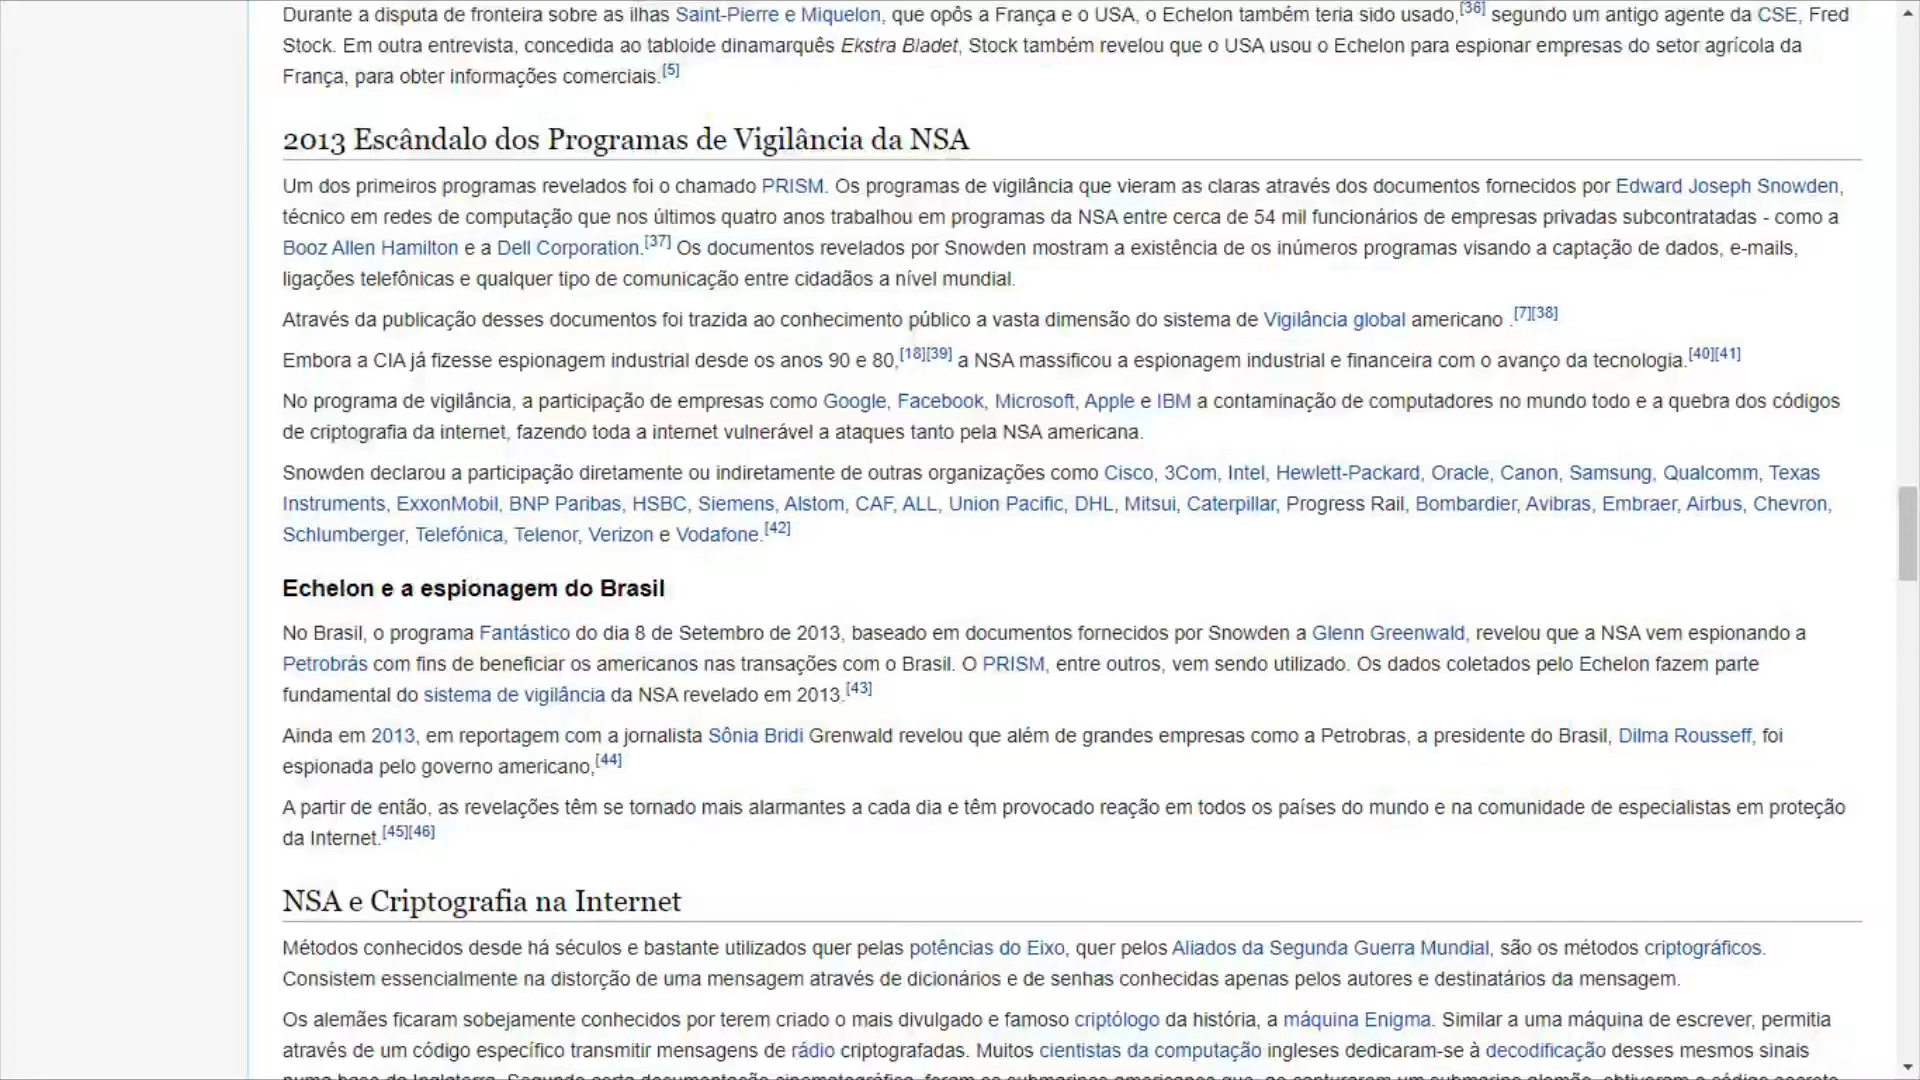 Durante a disputa de fronteira sobre as ilhas Saint-Pierre e Miquelon, que opôs a França e o USA, o Echelon também teria sido usado,[36] segundo um antigo agente da CSE, Fred
Stock. Em outra entrevista, concedida ao tabloide dinamarquês Ekstra Bladet, Stock também revelou que o USA usou o Echelon para espionar empresas do setor agrícola da
França, para obter informações comerciais.[5]
2013 Escândalo dos Programas de Vigilância da NSA
Um dos primeiros programas revelados foi o chamado PRISM. Os programas de vigilância que vieram as claras através dos documentos fornecidos por Edward Joseph Snowden,
técnico em redes de computação que nos últimos quatro anos trabalhou em programas da NSA entre cerca de 54 mil funcionários de empresas privadas subcontratadas - como a
Booz Allen Hamilton e a Dell Corporation.[37] Os documentos revelados por Snowden mostram a existência de os inúmeros programas visando a captação de dados, e-mails,
ligações telefônicas e qualquer tipo de comunicação entre cidadãos a nível mundial.
Através da publicação desses documentos foi trazida ao conhecimento público a vasta dimensão do sistema de Vigilância global americano .[7][38]
Embora a CIA já fizesse espionagem industrial desde os anos 90 e 80,[18][39] a NSA massificou a espionagem industrial e financeira com o avanço da tecnologia.[40][41]
No programa de vigilância, a participação de empresas como Google, Facebook, Microsoft, Apple e IBM a contaminação de computadores no mundo todo e a quebra dos códigos
de criptografia da internet, fazendo toda a internet vulnerável a ataques tanto pela NSA americana.
Snowden declarou a participação diretamente ou indiretamente de outras organizações como Cisco, 3Com, Intel, Hewlett-Packard, Oracle, Canon, Samsung, Qualcomm, Texas
Instruments, ExxonMobil, BNP Paribas, HSBC, Siemens, Alstom, CAF, ALL, Union Pacific, DHL, Mitsui, Caterpillar, Progress Rail, Bombardier, Avibras, Embraer, Airbus, Chevron,
Schlumberger, Telefónica, Telenor, Verizon e Vodafone.[42]
Echelon e a espionagem do Brasil
No Brasil, o programa Fantástico do dia 8 de Setembro de 2013, baseado em documentos fornecidos por Snowden a Glenn Greenwald, revelou que a NSA vem espionando a
Petrobrás com fins de beneficiar os americanos nas transações com o Brasil. O PRISM, entre outros, vem sendo utilizado. Os dados coletados pelo Echelon fazem parte
fundamental do sistema de vigilância da NSA revelado em 2013.[43]
Ainda em 2013, em reportagem com a jornalista Sônia Bridi Grenwald revelou que além de grandes empresas como a Petrobras, a presidente do Brasil, Dilma Rousseff, foi
espionada pelo governo americano,[44]
A partir de então, as revelações têm se tornado mais alarmantes a cada dia e têm provocado reação em todos os países do mundo e na comunidade de especialistas em proteção
da Internet.[45][46]
NSA e Criptografia na Internet
Métodos conhecidos desde há séculos e bastante utilizados quer pelas potências do Eixo, quer pelos Aliados da Segunda Guerra Mundial, são os métodos criptográficos.
Consistem essencialmente na distorção de uma mensagem através de dicionários e de senhas conhecidas apenas pelos autores e destinatários da mensagem.
Os alemães ficaram sobejamente conhecidos por terem criado o mais divulgado e famoso criptólogo da história, a máquina Enigma. Similar a uma máquina de escrever, permitia
através de um código específico transmitir mensagens de rádio criptografadas. Muitos cientistas da computação ingleses dedicaram-se à decodificação desses mesmos sinais